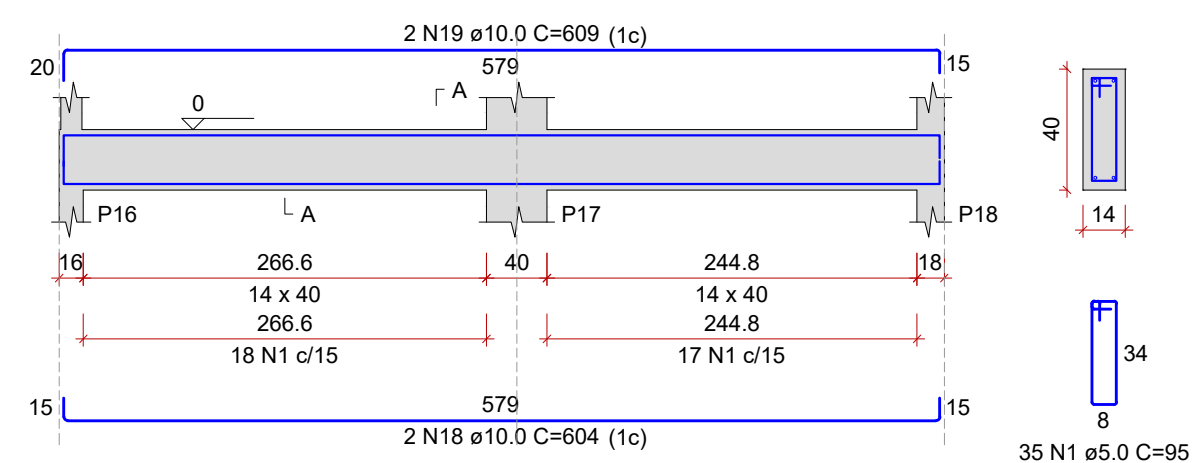 2 N19 ø10.0 C=609 (1c)
20
579
15
A
0
A
P16
P17
P18
16
266.6
40
244.8
18
14 x 40
14 x 40
266.6
244.8
18 N1 c/15
17 N1 c/15
15
579
15
2 N18 ø10.0 C=604 (1c)
40
14
34
8
35 N1 ø5.0 C=95